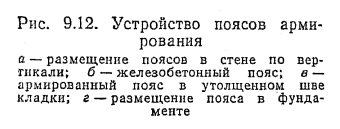 Рис. 9.12. Устройство поясов арми-
рования
а — размещение поясов в стене по вер-
тикали; б — железобетонный пояс; в —
армированный пояс в утолщенном шве
кладки; г — размещение пояса в фунда-
менте